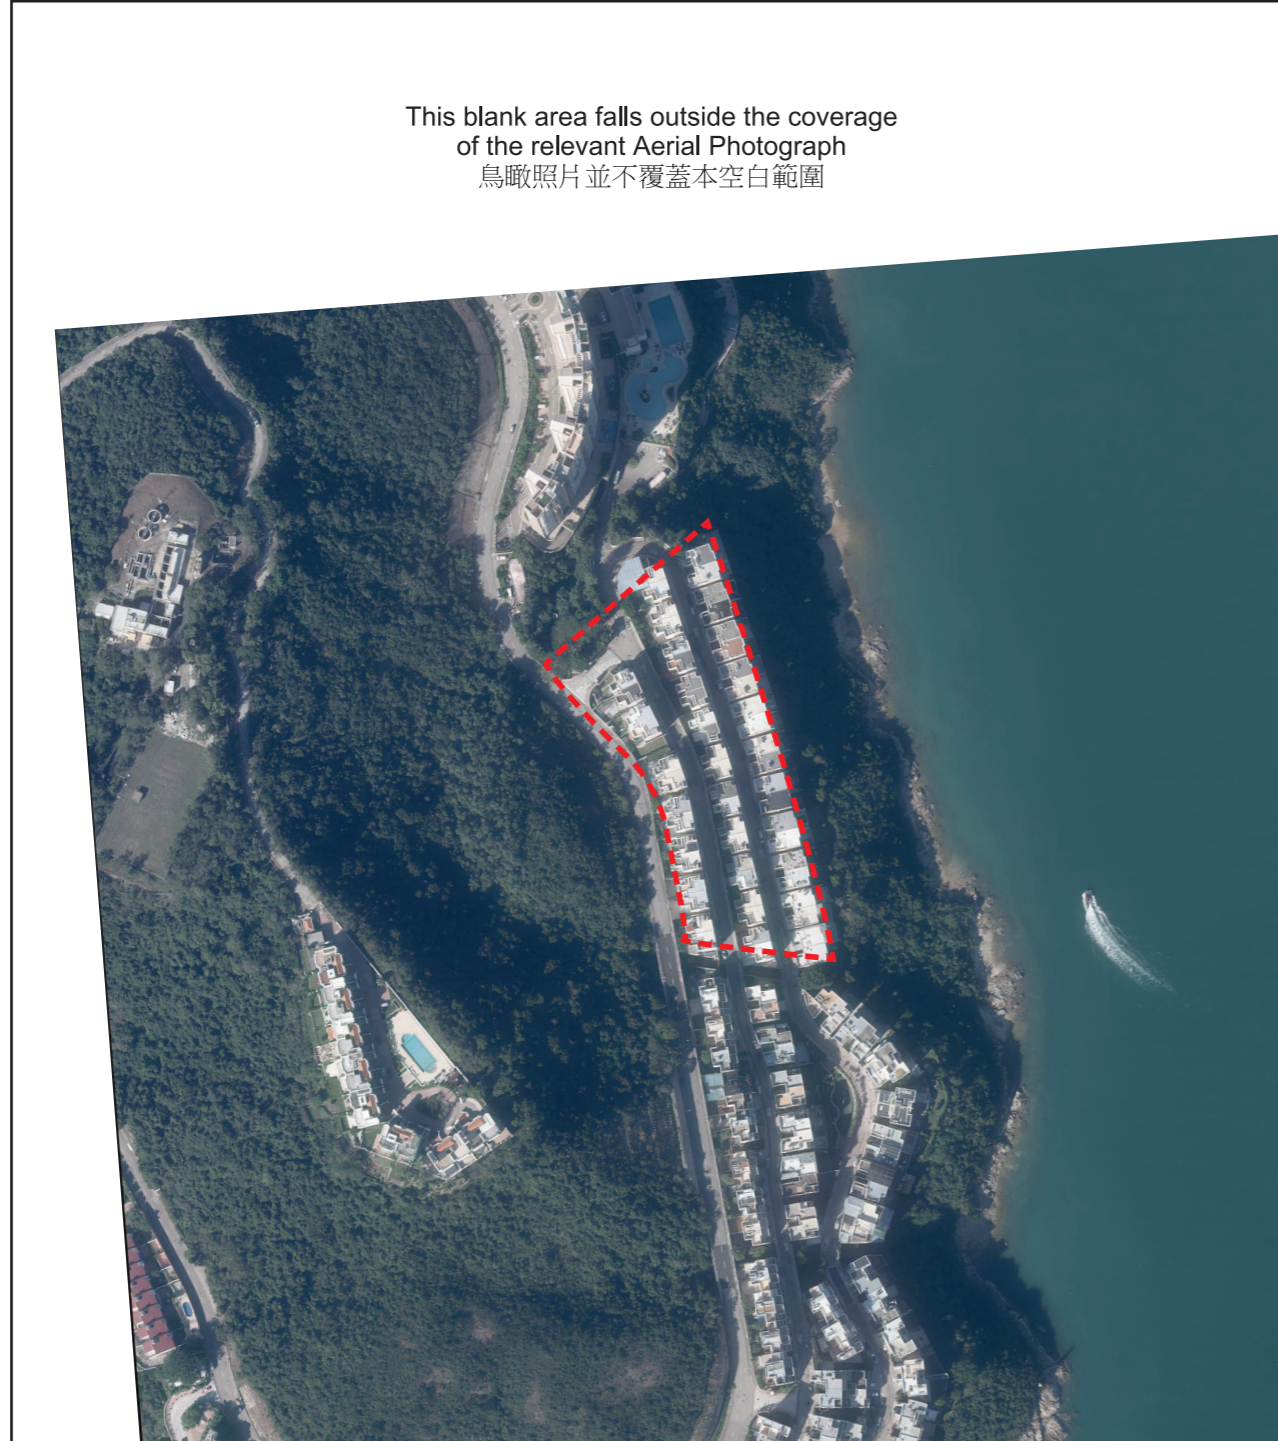 This blank area falls outside the coverage
of the relevant Aerial Photograph
鳥瞰照片並不覆蓋本空白範圍